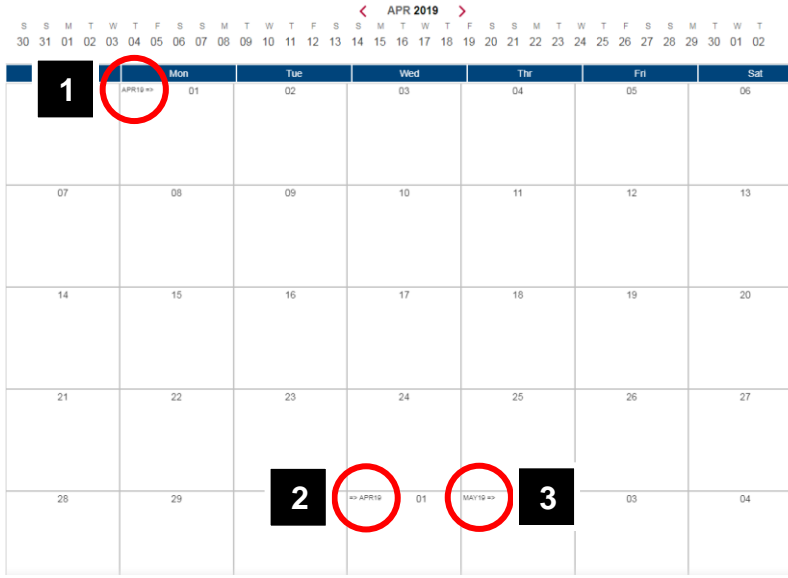 APR 2019
S S M T W T F S S M T W T F S S M T W T F S S M T W T F S S M T W T
30 31 01 02 03 04 05 06 07 08 09 10 11 12 13 14 15 16 17 18 19 20 21 22 23 24 25 26 27 28 29 30 01 02
Mon Tue Wed Thr Fri Sat
1 APR19 => 01 02 03 04 05 06
07 08 09 10 11 12 13
14 15 16 17 18 19 20
21 22 23 24 25 26 27
28 29 2 => APR19 01 MAY19 => 3 03 04